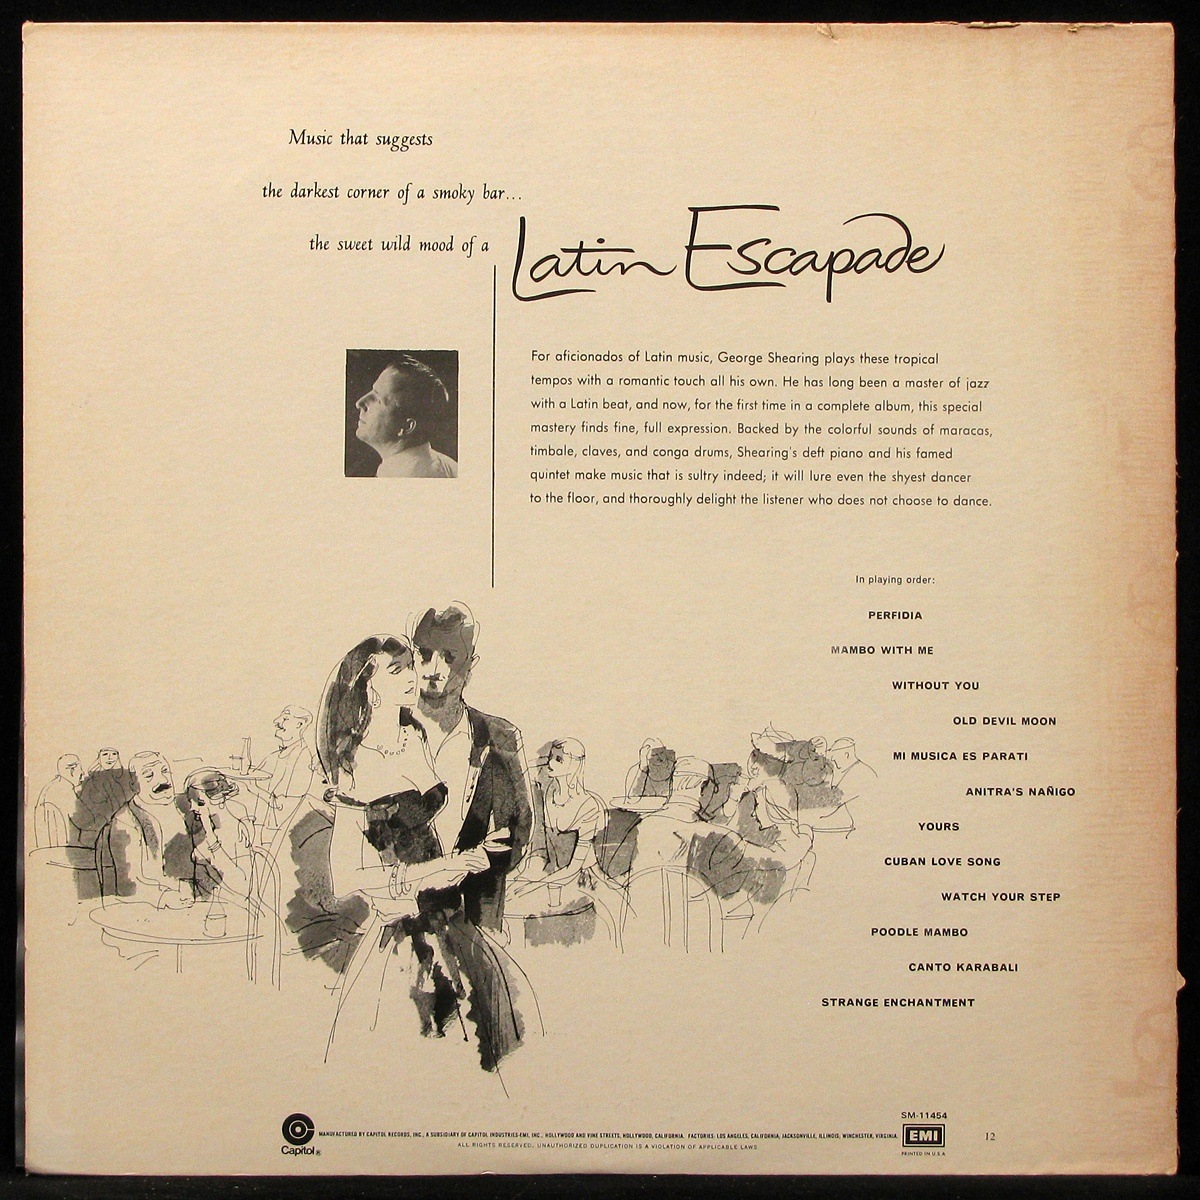 Music that suggests
the darkest corner of a smoky bar...
the sweet wild mood of a
Latin Escapade
For aficionados of Latin music, George Shearing plays these tropical
tempos with a romantic touch all his own. He has long been a master of jazz
with a Latin beat, and now, for the first time in a complete album, this special
mastery finds fine, full expression. Backed by the colorful sounds of maracas,
timbale, claves, and conga drums, Shearing's deft piano and his famed
quintet make music that is sultry indeed; it will lure even the shyest dancer
to the floor, and thoroughly delight the listener who does not choose to dance.
In playing order:
PERFIDIA
MAMBO WITH ME
WITHOUT YOU
OLD DEVIL MOON
MI MUSICA ES PARATI
ANITRA'S NAÑIGO
YOURS
CUBAN LOVE SONG
WATCH YOUR STEP
POODLE MAMBO
CANTO KARABALI
STRANGE ENCHANTMENT
Capitol®
MANUFACTURED BY CAPITOL RECORDS, INC., A SUBSIDIARY OF CAPITOL INDUSTRIES-EMI, INC., HOLLYWOOD AND VINE STREETS, HOLLYWOOD, CALIFORNIA. FACTORIES: LOS ANGELES, CALIFORNIA, JACKSONVILLE, ILLINOIS, WINCHESTER, VIRGINIA.
ALL RIGHTS RESERVED. UNAUTHORIZED DUPLICATION IS A VIOLATION OF APPLICABLE LAWS
SM-11454
EMI
PRINTED IN U.S.A
12